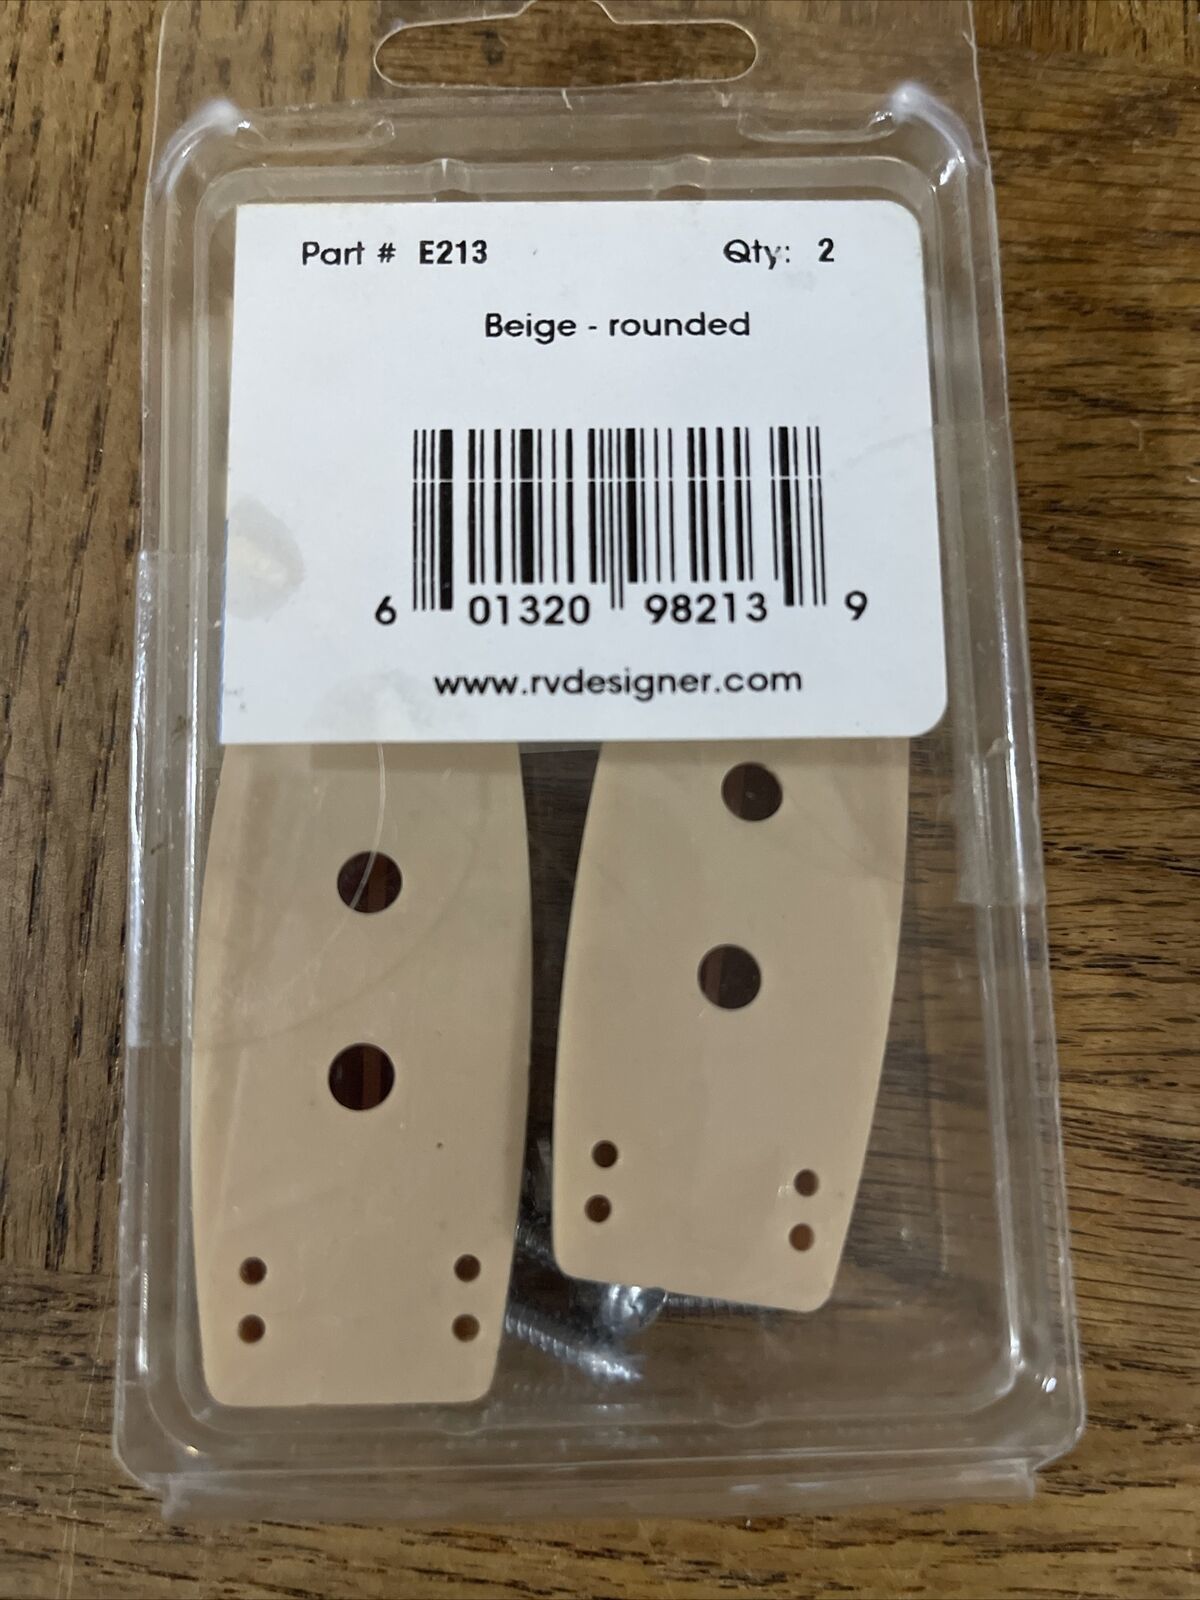 Part # E213 Qty: 2
Beige - rounded
6 01320 98213 9
www.rvdesigner.com